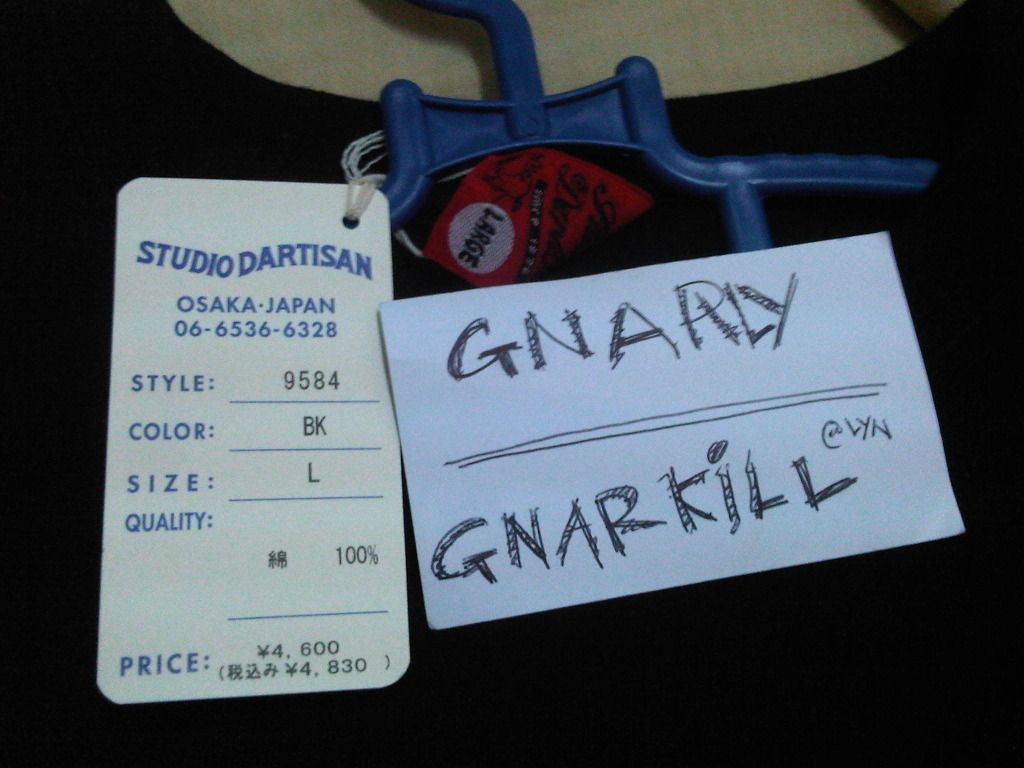 STUDIO DARTISAN
OSAKA·JAPAN
06-6536-6328
STYLE: 9584
COLOR: BK
SIZE: L
QUALITY:
綿 100%
PRICE: ¥4,600
(税込み¥4,830 )
LARGE
GNARLY
@LYN
GNARKiLL